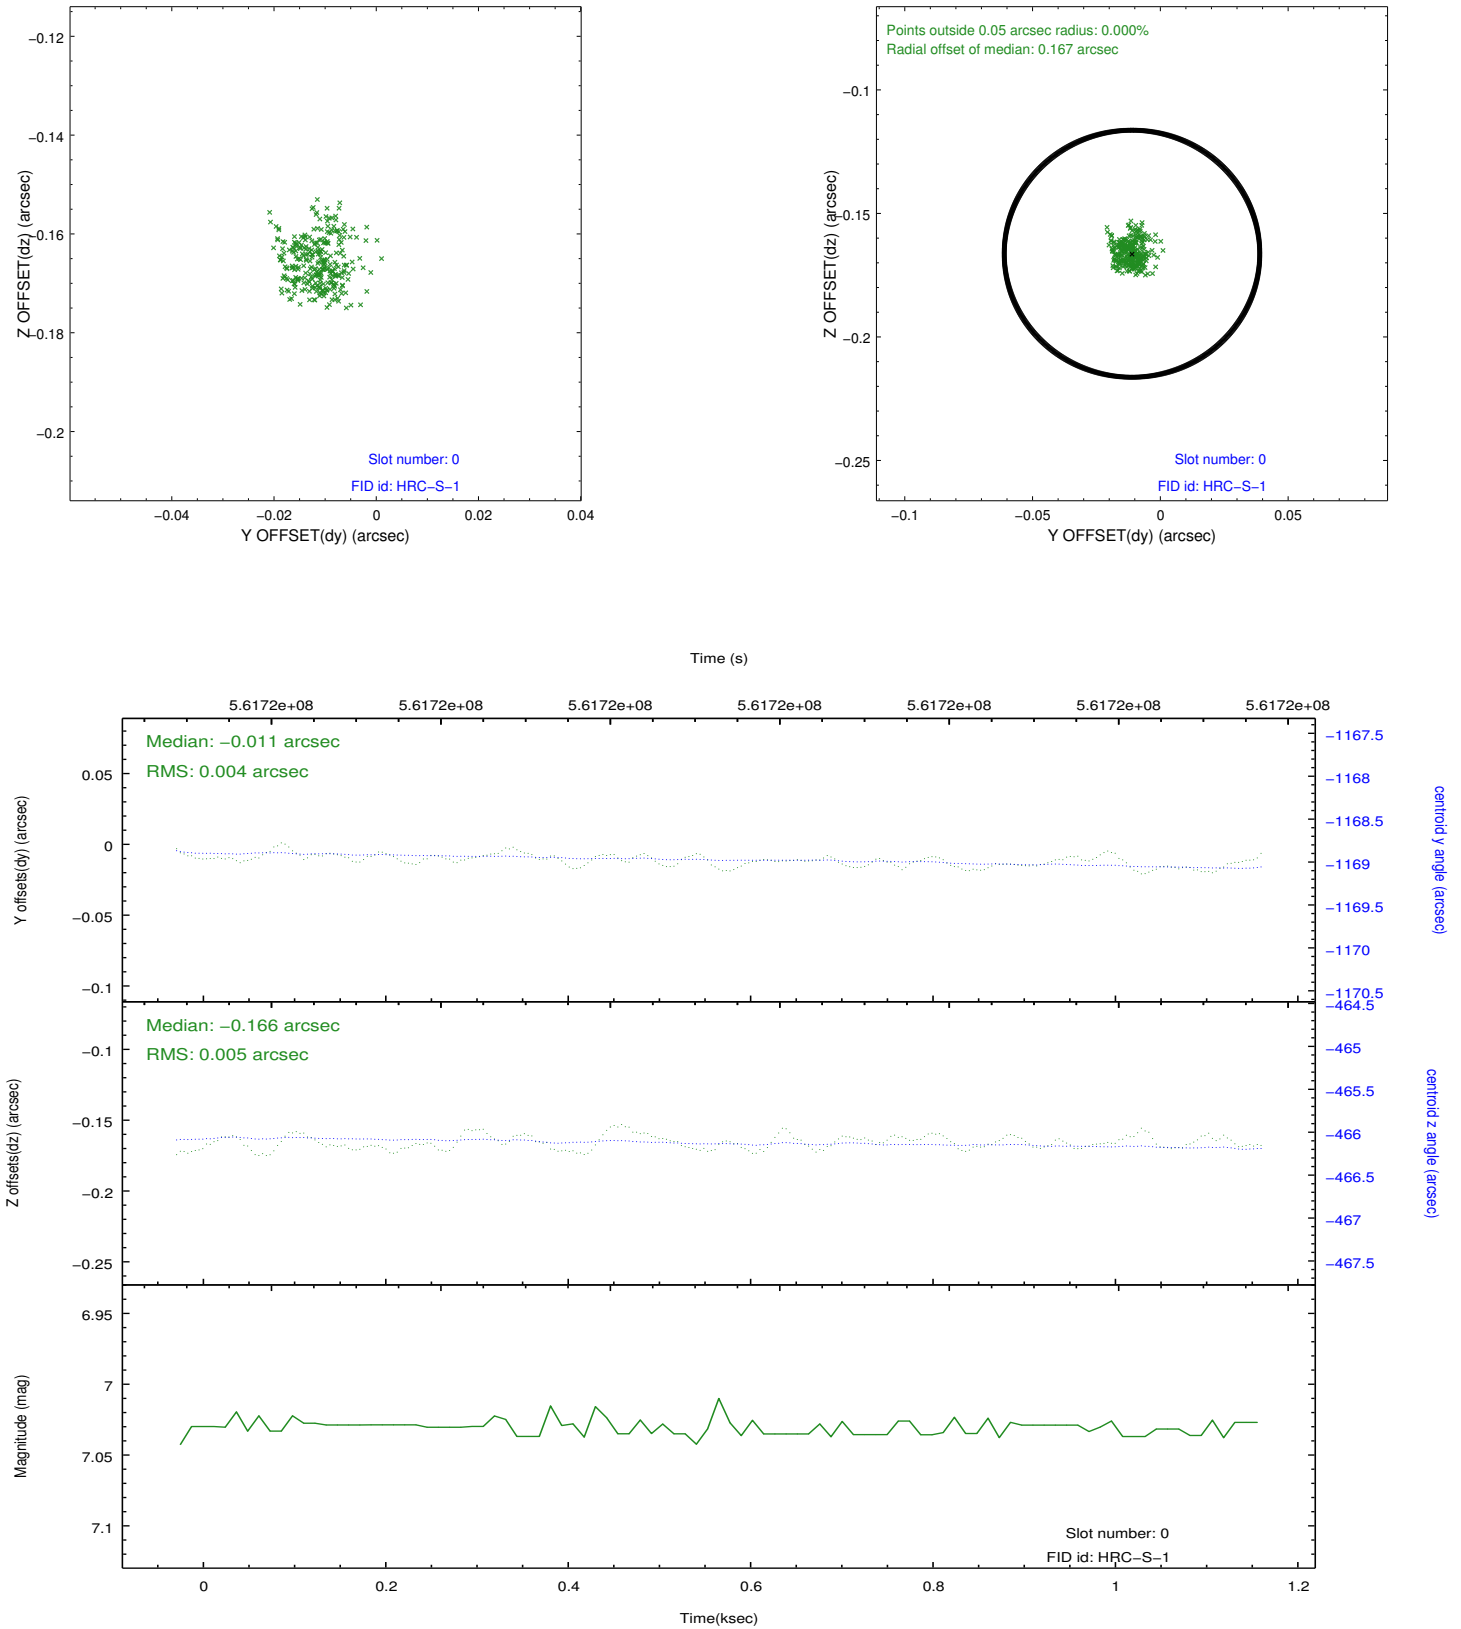 −0.12
−0.14
−0.16
−0.18
−0.2
Z OFFSET(dz) (arcsec)
Slot number: 0
FID id: HRC−S−1
−0.04
−0.02
0
0.02
0.04
Y OFFSET(dy) (arcsec)
Points outside 0.05 arcsec radius: 0.000%
Radial offset of median: 0.167 arcsec
−0.1
−0.15
−0.2
−0.25
Z OFFSET(dz) (arcsec)
Slot number: 0
FID id: HRC−S−1
−0.1
−0.05
0
0.05
Y OFFSET(dy) (arcsec)
Time (s)
5.6172e+08
5.6172e+08
5.6172e+08
5.6172e+08
5.6172e+08
5.6172e+08
5.6172e+08
Median: −0.011 arcsec
RMS: 0.004 arcsec
0.05
0
−0.05
−0.1
Y offsets(dy) (arcsec)
−1167.5
−1168
−1168.5
−1169
−1169.5
−1170
−1170.5
centroid y angle (arcsec)
Median: −0.166 arcsec
RMS: 0.005 arcsec
−0.1
−0.15
−0.2
−0.25
Z offsets(dz) (arcsec)
−464.5
−465
−465.5
−466
−466.5
−467
−467.5
centroid z angle (arcsec)
6.95
7
7.05
7.1
Magnitude (mag)
Slot number: 0
FID id: HRC−S−1
0
0.2
0.4
0.6
0.8
1
1.2
Time(ksec)